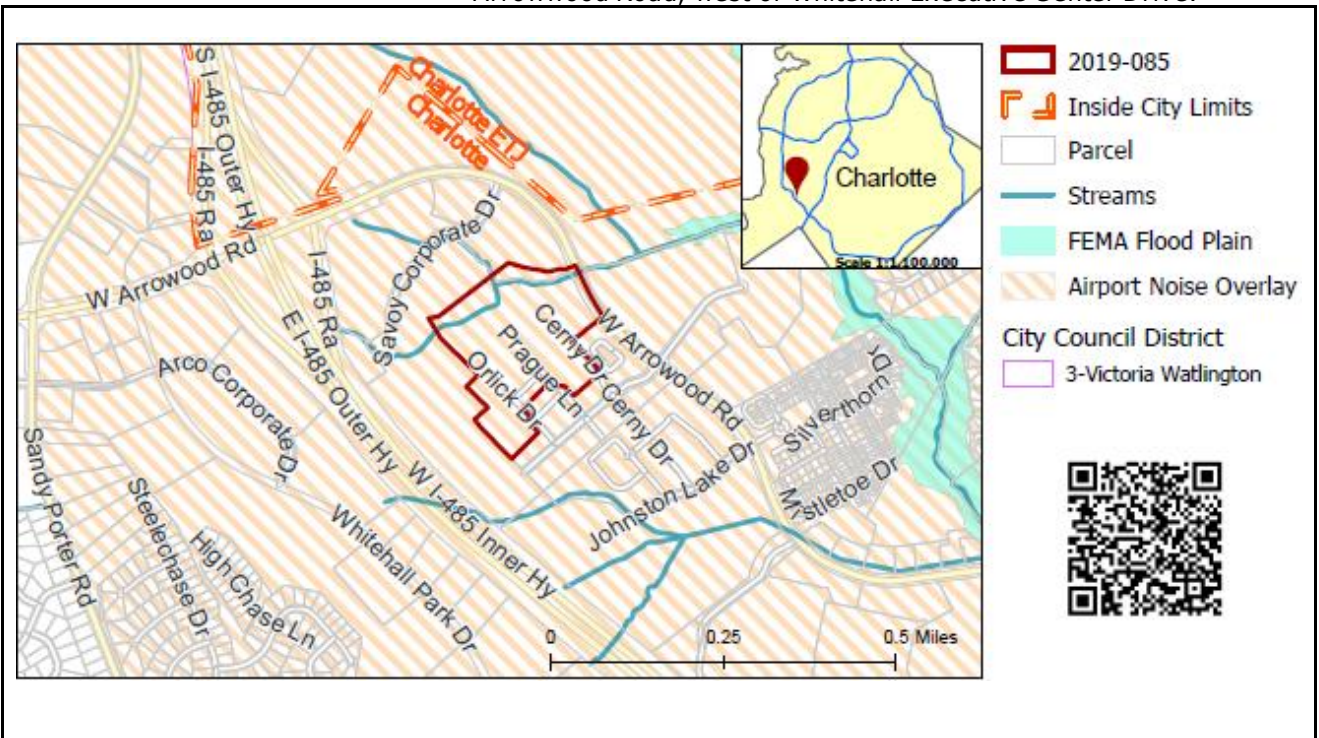 Arrowwood Road, west of Whitehall Executive Center Drive.
2019-085
Inside City Limits
Parcel
Streams
FEMA Flood Plain
Airport Noise Overlay
City Council District
3-Victoria Watlington
Charlotte
Scale 1:1,100,000
Charlotte ETJ
Charlotte
S I-485 Outer Hy
I-485 Ra
W Arrowood Rd
I-485 Ra
E I-485 Outer Hy
Savoy Corporate Dr
Cerny Dr
Prague Ln
Orlick Dr
W Arrowood Rd
Cerny Dr
Cerny Dr
Arco Corporate Dr
Silverthorn Dr
Mistletoe Dr
Johnston Lake Dr
W I-485 Inner Hy
Whitehall Park Dr
Sandy Porter Rd
Steelechase Dr
High Chase Ln
0 0.25 0.5 Miles